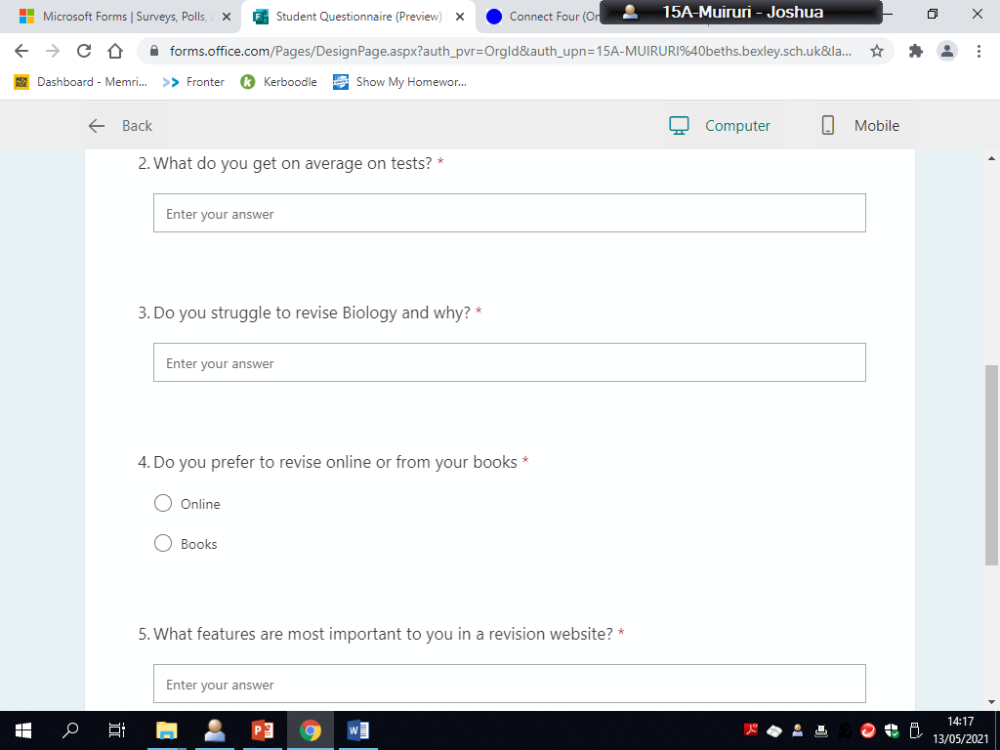 Microsoft Forms | Surveys, Polls,
Student Questionnaire (Preview)
Connect Four (Or
15A-Muiruri - Joshua
forms.office.com/Pages/DesignPage.aspx?auth_pvr=OrgId&auth_upn=15A-MUIRURI%40beths.bexley.sch.uk&la...
Dashboard - Memri...
Fronter
Kerboodle
Show My Homewor...
Back
Computer
Mobile
2. What do you get on average on tests? *
Enter your answer
3. Do you struggle to revise Biology and why? *
Enter your answer
4. Do you prefer to revise online or from your books *
Online
Books
5. What features are most important to you in a revision website? *
Enter your answer
14:17
13/05/2021